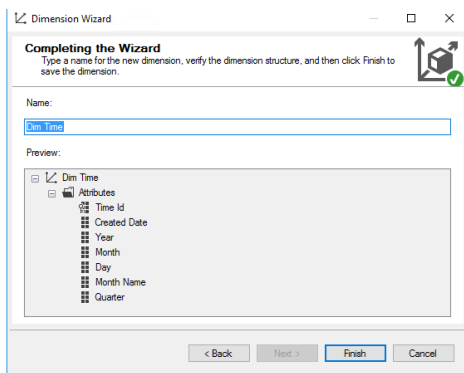 Dimension Wizard
Completing the Wizard
Type a name for the new dimension, verify the dimension structure, and then click Finish to
save the dimension.
Name:
Dim Time
Preview:
Dim Time
Attributes
Time Id
Created Date
Year
Month
Day
Month Name
Quarter
< Back
Next >
Finish
Cancel